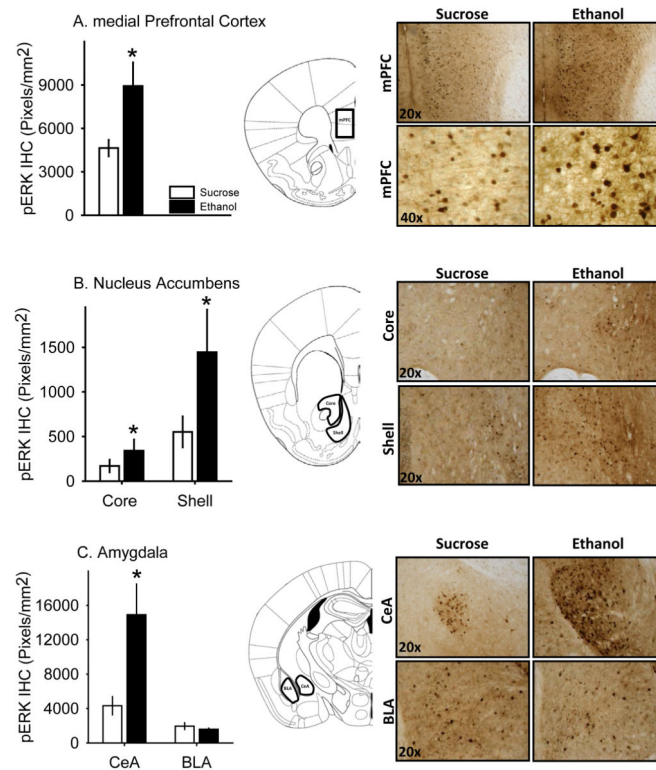 A. medial Prefrontal Cortex
pERK IHC (Pixels/mm2)
9000
6000
3000
0
*
Sucrose
Ethanol
mPFC
Sucrose
Ethanol
mPFC
20x
mPFC
40x
B. Nucleus Accumbens
pERK IHC (Pixels/mm2)
1500
1000
500
0
*
*
Core
Shell
Core
Shell
Sucrose
Ethanol
Core
20x
Shell
20x
C. Amygdala
pERK IHC (Pixels/mm2)
16000
12000
8000
4000
0
*
CeA
BLA
BLA
CeA
Sucrose
Ethanol
CeA
20x
BLA
20x